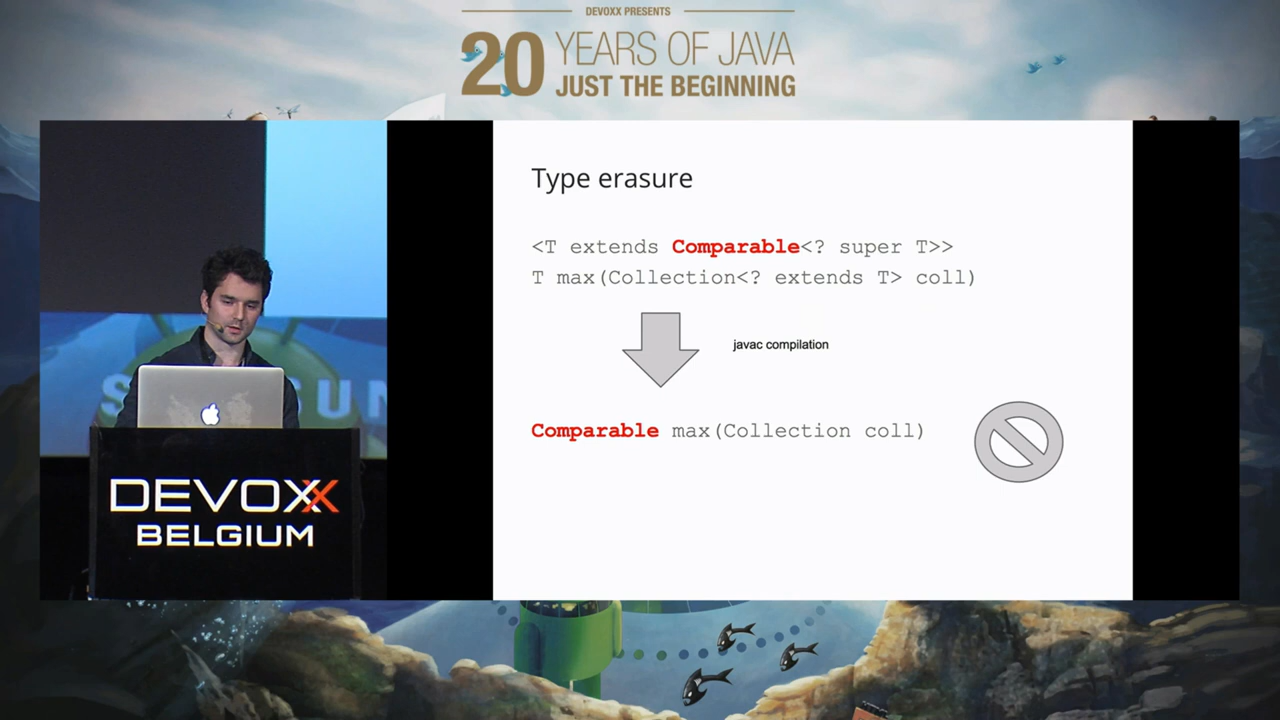 DEVOXX PRESENTS
20 YEARS OF JAVA
JUST THE BEGINNING
Type erasure
<T extends Comparable<? super T>>
T max(Collection<? extends T> coll)
javac compilation
Comparable max(Collection coll)
DEVOXX
BELGIUM